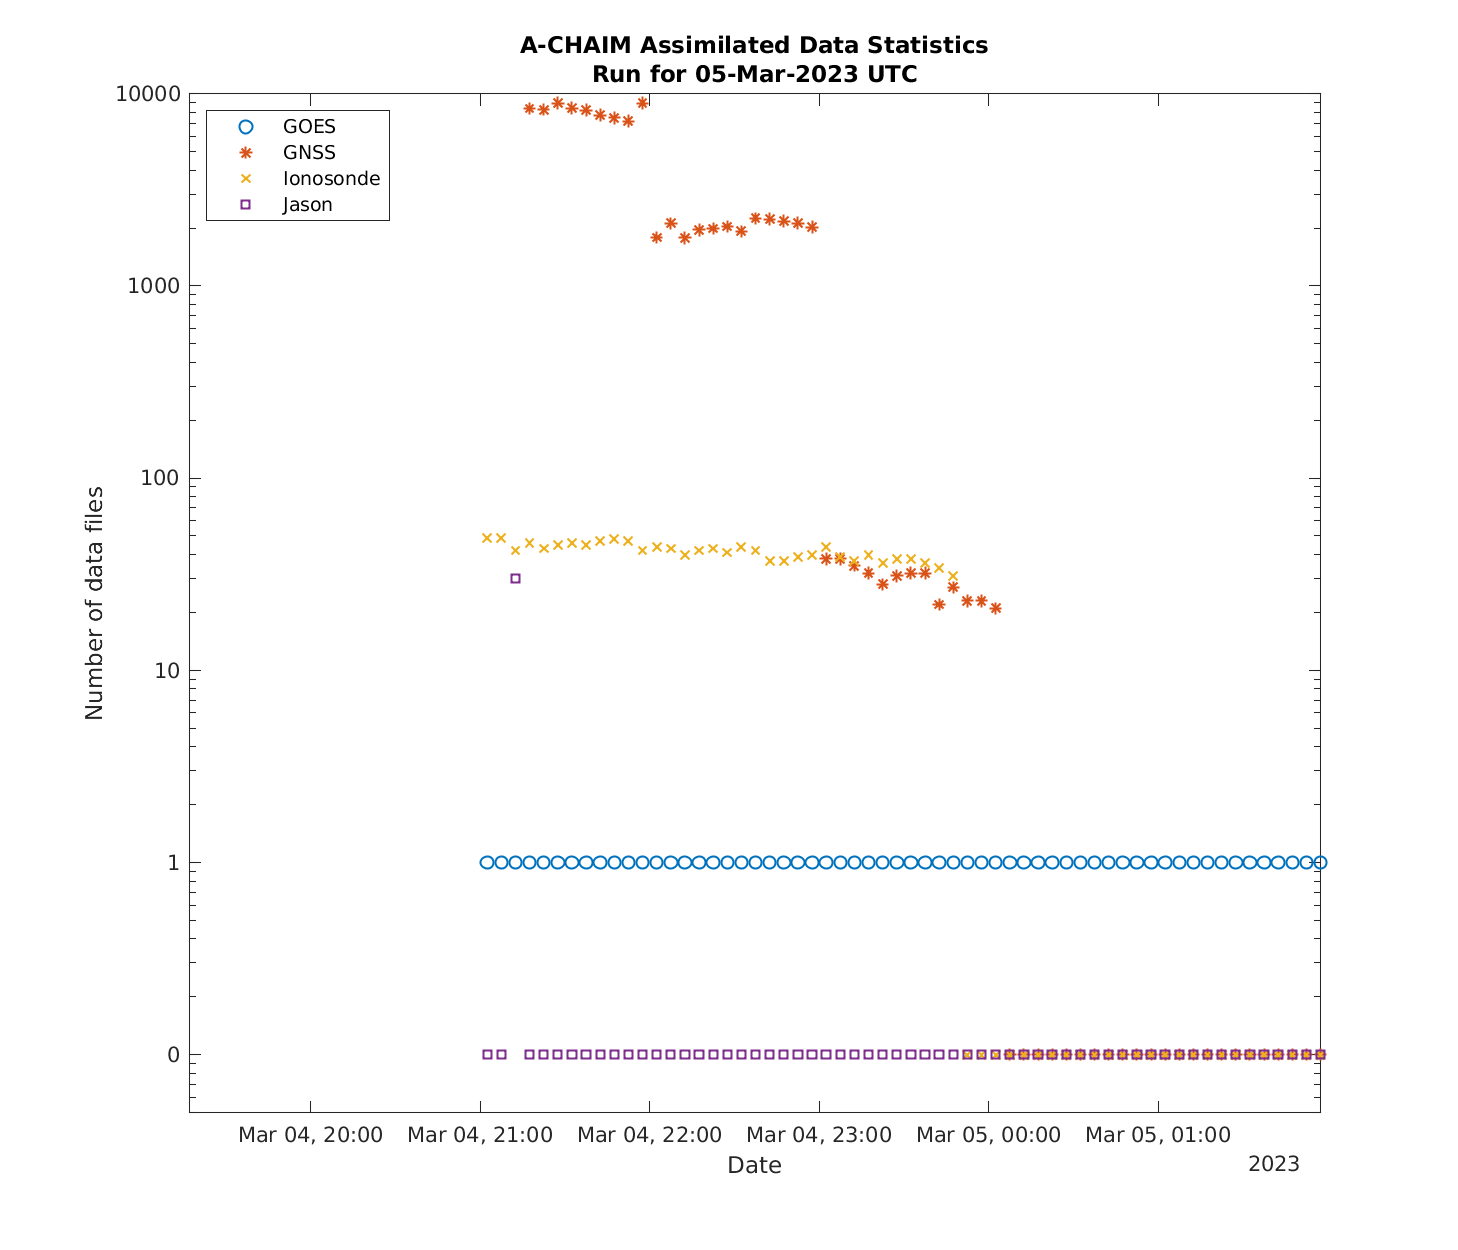 A-CHAIM Assimilated Data Statistics
Run for 05-Mar-2023 UTC
10000
1000
100
10
1
0
Number of data files
GOES
GNSS
Ionosonde
Jason
Mar 04, 20:00 Mar 04, 21:00 Mar 04, 22:00 Mar 04, 23:00 Mar 05, 00:00 Mar 05, 01:00
Date
2023